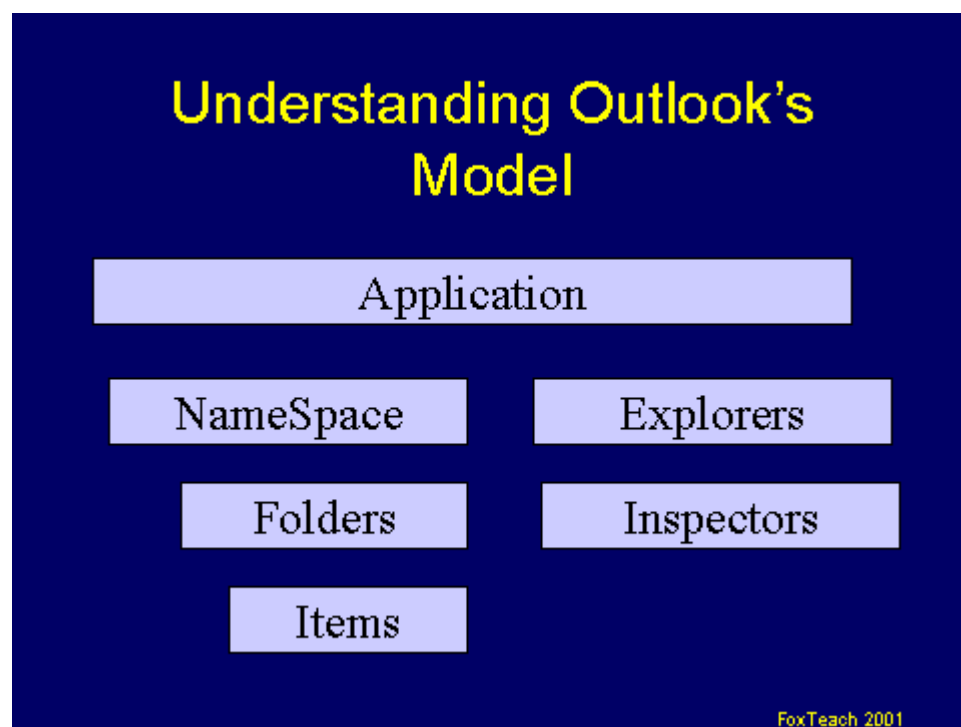 Understanding Outlook's
Model
Application
NameSpace
Explorers
Folders
Inspectors
Items
FoxTeach 2001